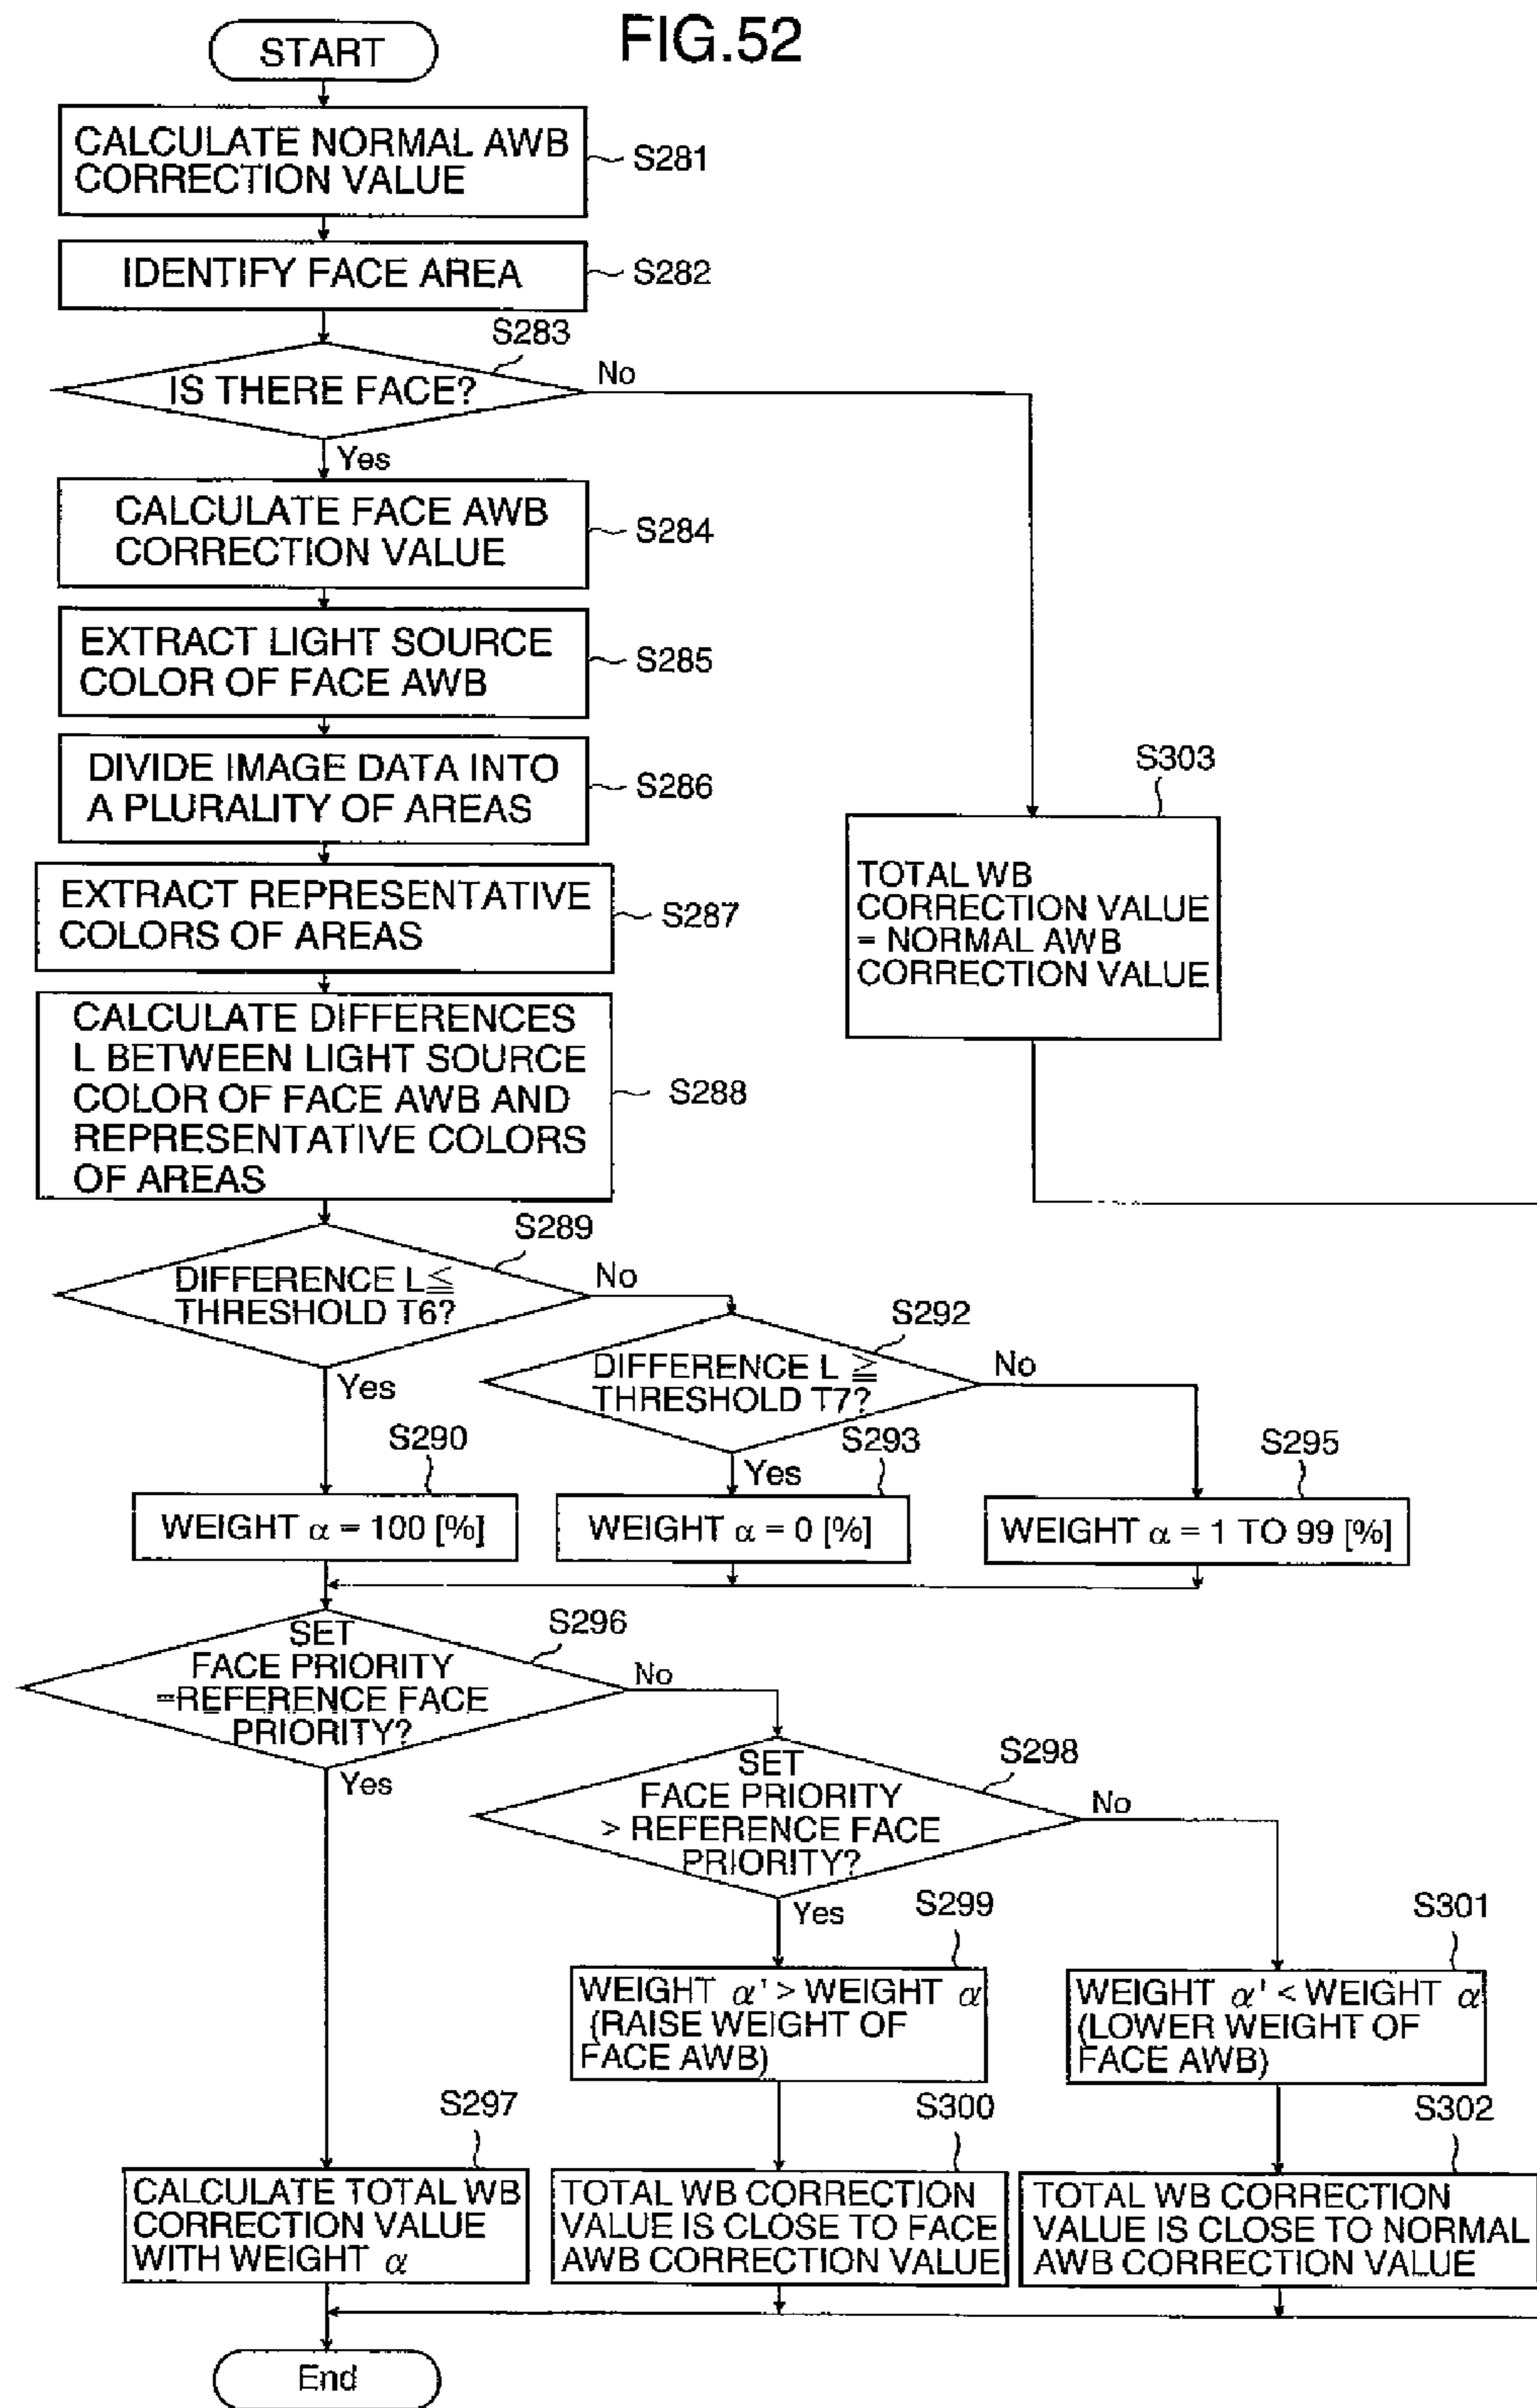 FIG.52
START
CALCULATE NORMAL AWB
CORRECTION VALUE
S281
IDENTIFY FACE AREA
S282
S283
IS THERE FACE?
No
Yes
CALCULATE FACE AWB
CORRECTION VALUE
S284
EXTRACT LIGHT SOURCE
COLOR OF FACE AWB
S285
DIVIDE IMAGE DATA INTO
A PLURALITY OF AREAS
S286
S303
TOTAL WB
CORRECTION VALUE
= NORMAL AWB
CORRECTION VALUE
EXTRACT REPRESENTATIVE
COLORS OF AREAS
S287
CALCULATE DIFFERENCES
L BETWEEN LIGHT SOURCE
COLOR OF FACE AWB AND
REPRESENTATIVE COLORS
OF AREAS
S288
S289
DIFFERENCE L≦
THRESHOLD T6?
No
Yes
S292
DIFFERENCE L ≧
THRESHOLD T7?
No
Yes
S290
WEIGHT α = 100 [%]
S293
WEIGHT α = 0 [%]
S295
WEIGHT α = 1 TO 99 [%]
S296
SET
FACE PRIORITY
=REFERENCE FACE
PRIORITY?
No
Yes
S298
SET
FACE PRIORITY
> REFERENCE FACE
PRIORITY?
No
Yes
S299
WEIGHT α' > WEIGHT α
(RAISE WEIGHT OF
FACE AWB)
S301
WEIGHT α' < WEIGHT α
(LOWER WEIGHT OF
FACE AWB)
S297
CALCULATE TOTAL WB
CORRECTION VALUE
WITH WEIGHT α
S300
TOTAL WB CORRECTION
VALUE IS CLOSE TO FACE
AWB CORRECTION VALUE
S302
TOTAL WB CORRECTION
VALUE IS CLOSE TO NORMAL
AWB CORRECTION VALUE
End